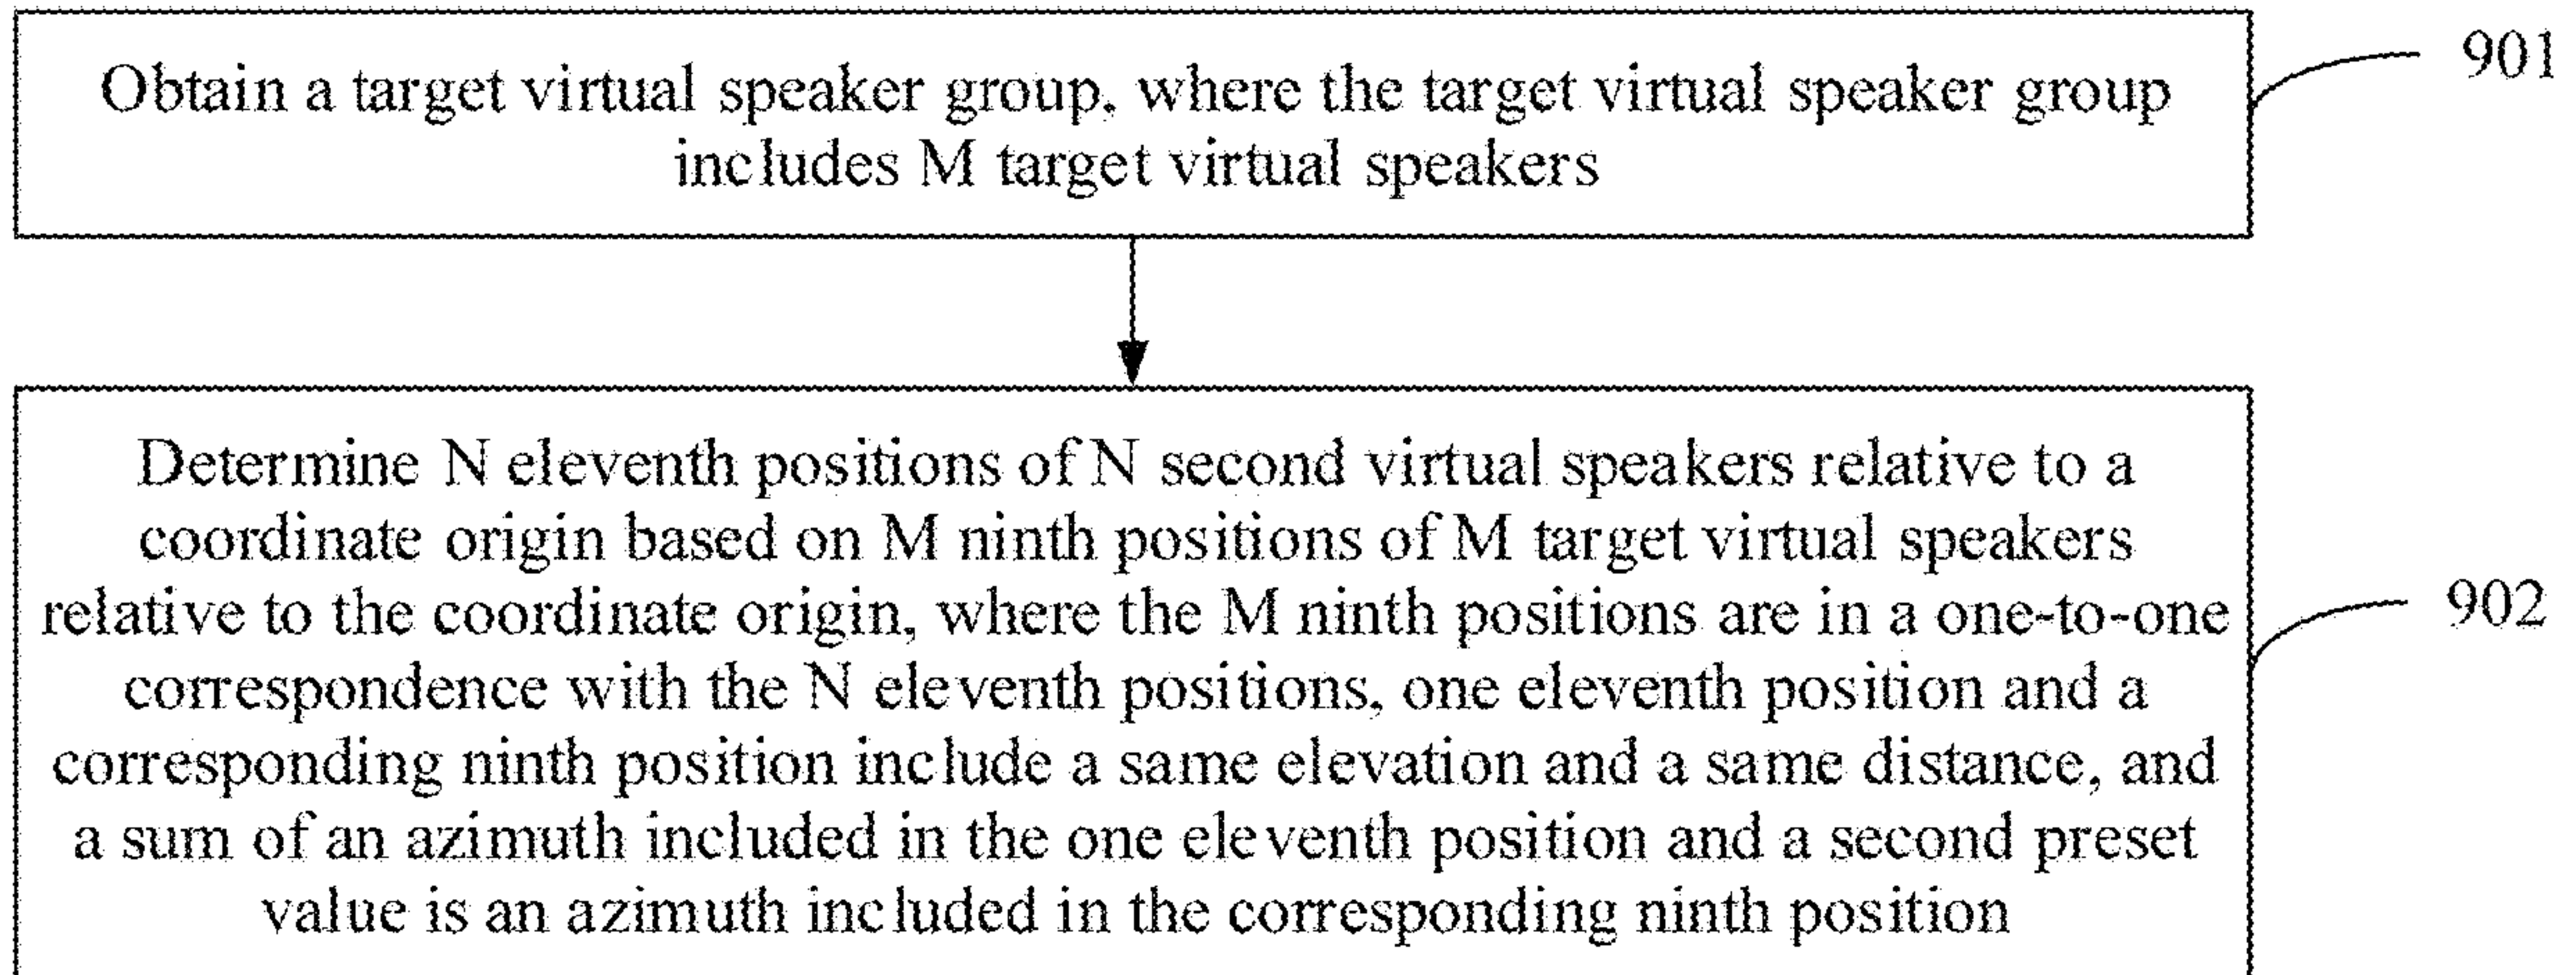 Obtain a target virtual speaker group, where the target virtual speaker group
includes M target virtual speakers
901
Determine N eleventh positions of N second virtual speakers relative to a
coordinate origin based on M ninth positions of M target virtual speakers
relative to the coordinate origin, where the M ninth positions are in a one-to-one
correspondence with the N eleventh positions, one eleventh position and a
corresponding ninth position include a same elevation and a same distance, and
a sum of an azimuth included in the one eleventh position and a second preset
value is an azimuth included in the corresponding ninth position
902